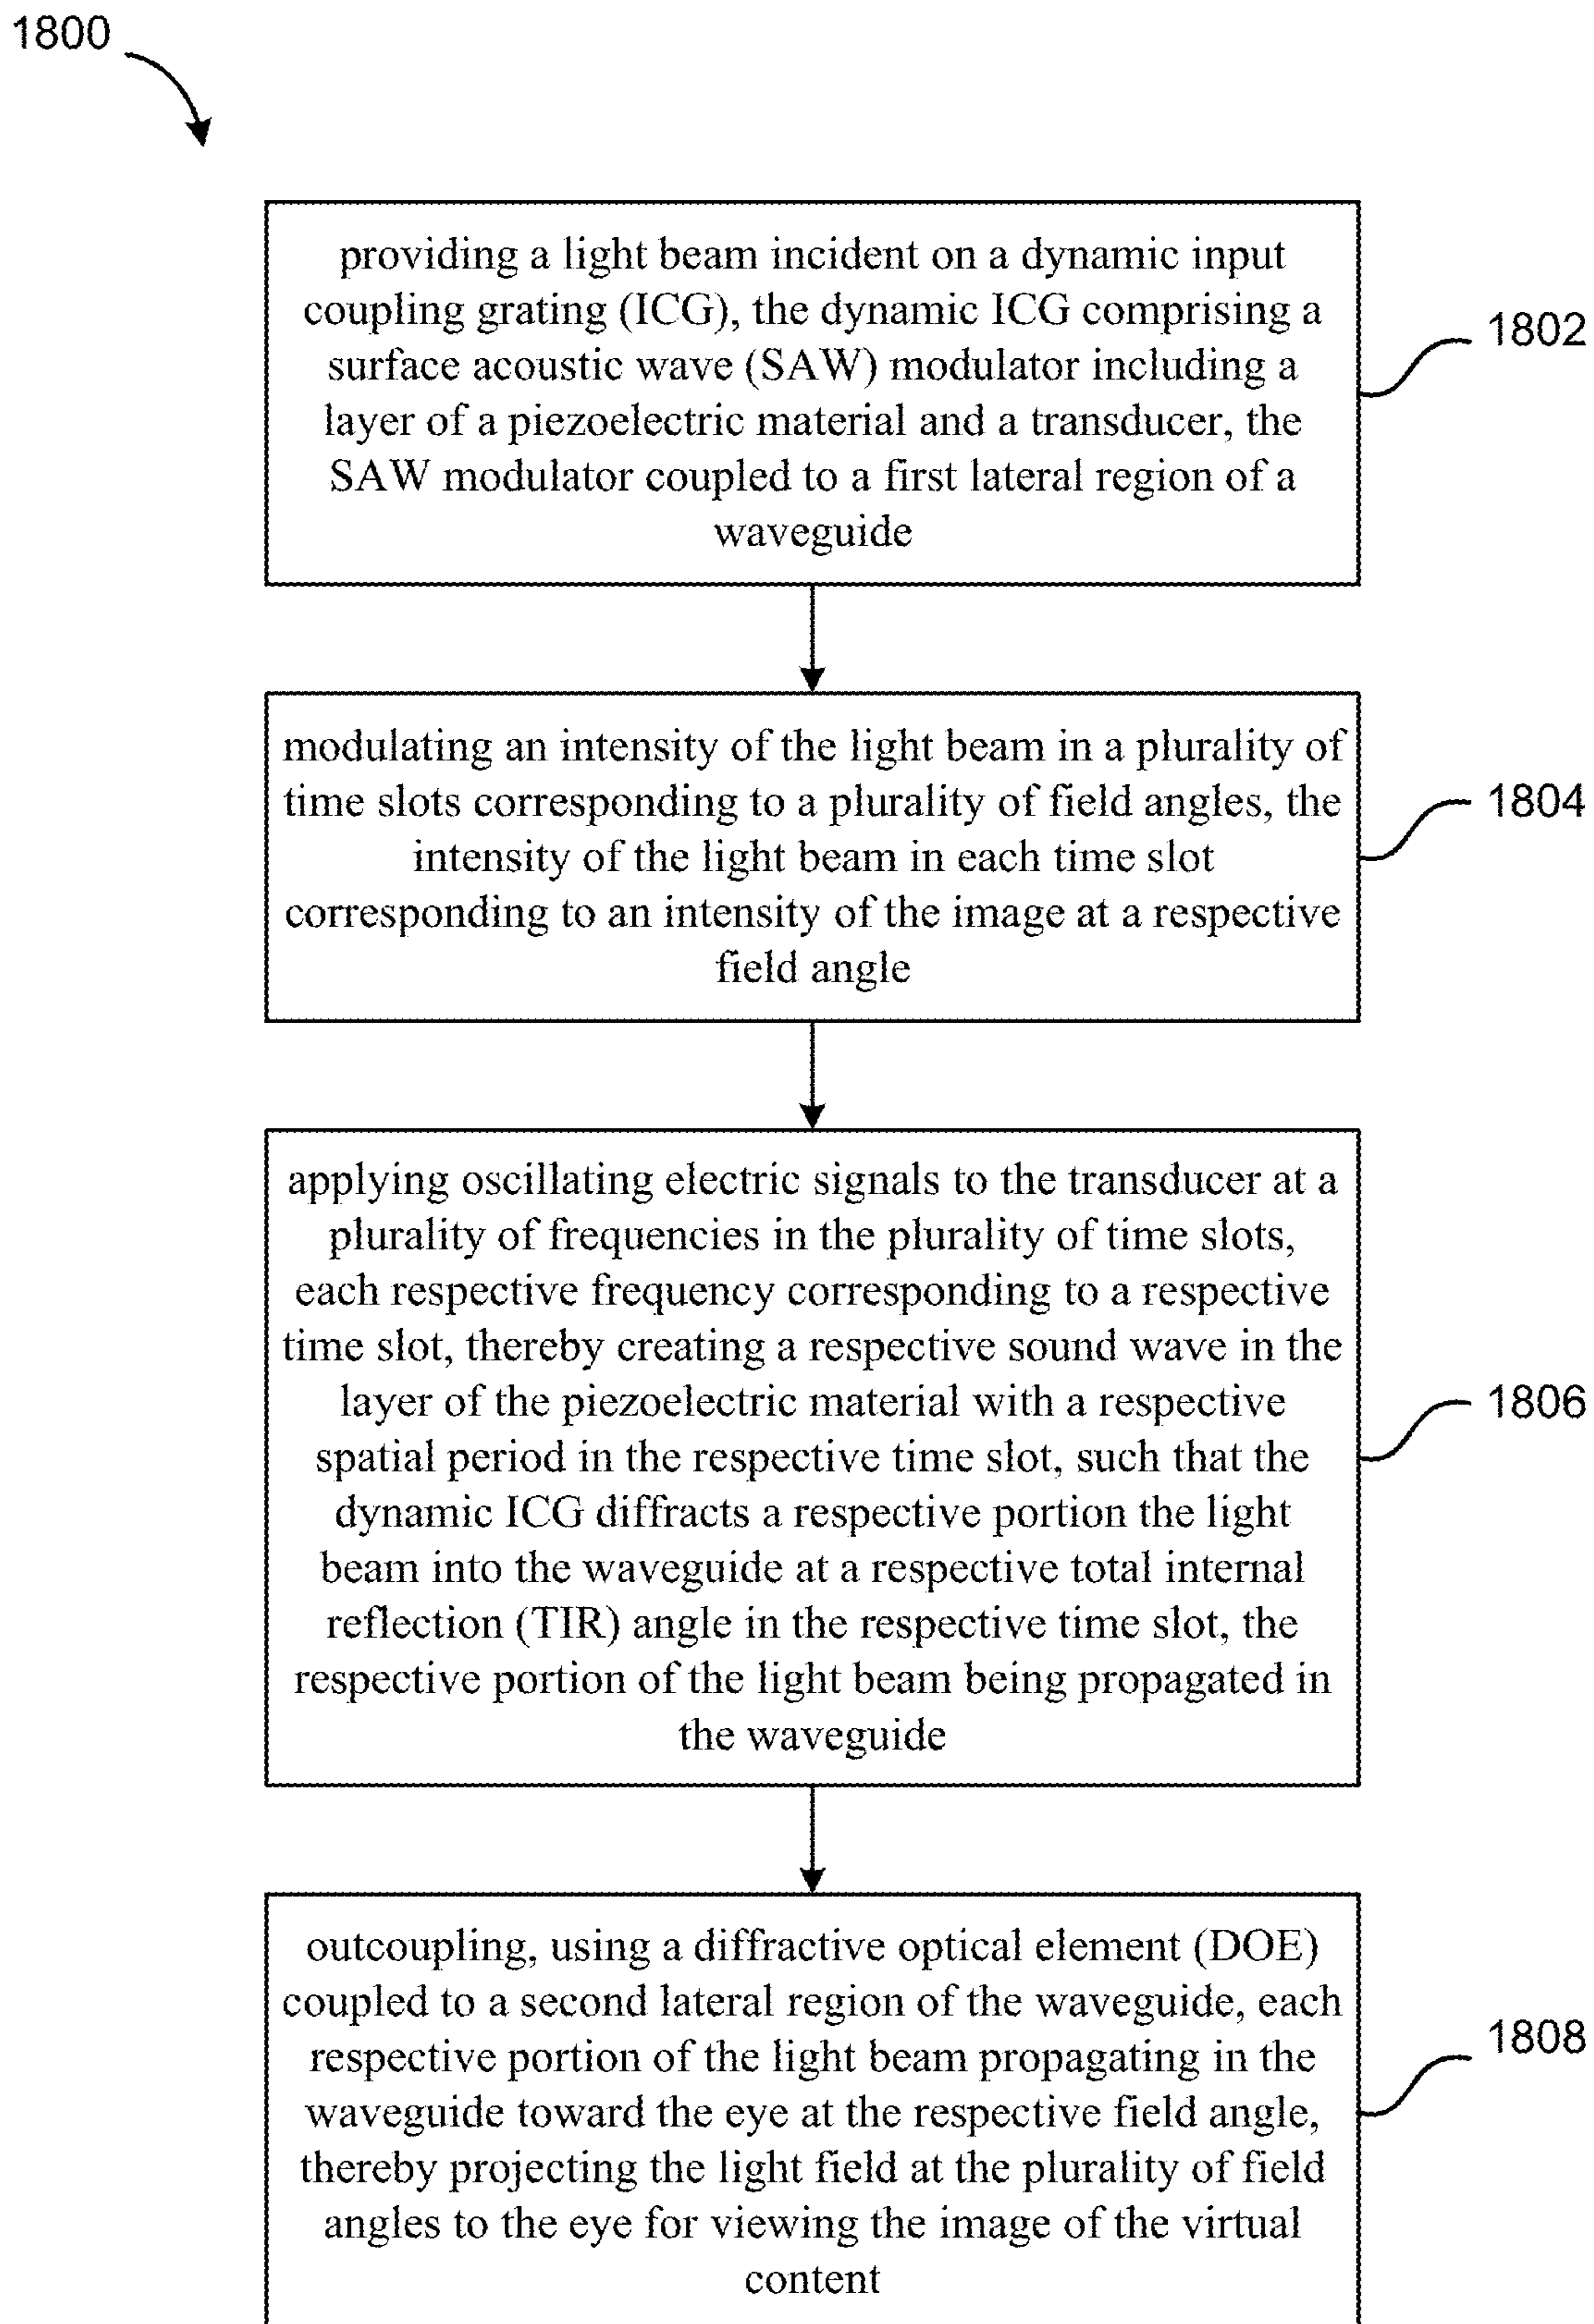 1800
providing a light beam incident on a dynamic input
coupling grating (ICG), the dynamic ICG comprising a
surface acoustic wave (SAW) modulator including a
layer of a piezoelectric material and a transducer, the
SAW modulator coupled to a first lateral region of a
waveguide
1802
modulating an intensity of the light beam in a plurality of
time slots corresponding to a plurality of field angles, the
intensity of the light beam in each time slot
corresponding to an intensity of the image at a respective
field angle
1804
applying oscillating electric signals to the transducer at a
plurality of frequencies in the plurality of time slots,
each respective frequency corresponding to a respective
time slot, thereby creating a respective sound wave in the
layer of the piezoelectric material with a respective
spatial period in the respective time slot, such that the
dynamic ICG diffracts a respective portion the light
beam into the waveguide at a respective total internal
reflection (TIR) angle in the respective time slot, the
respective portion of the light beam being propagated in
the waveguide
1806
outcoupling, using a diffractive optical element (DOE)
coupled to a second lateral region of the waveguide, each
respective portion of the light beam propagating in the
waveguide toward the eye at the respective field angle,
thereby projecting the light field at the plurality of field
angles to the eye for viewing the image of the virtual
content
1808